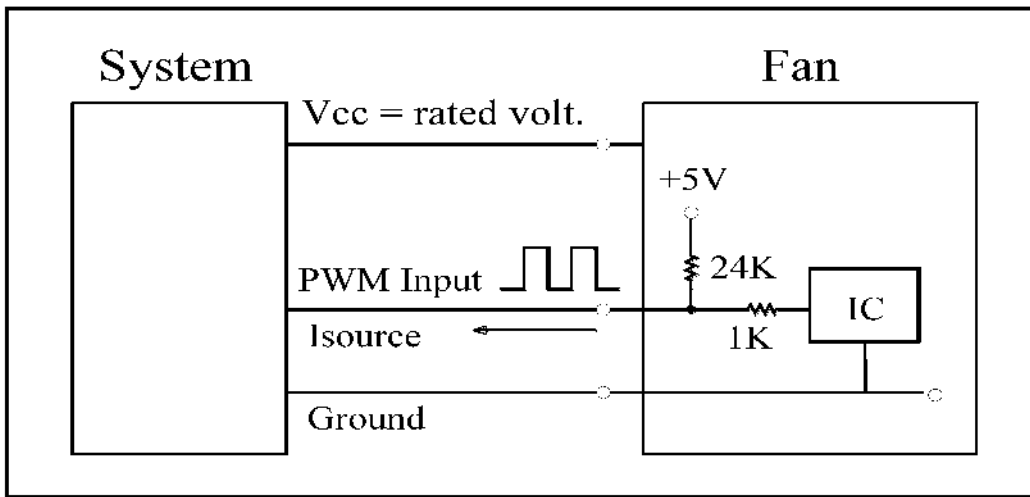 System
Fan
Vcc = rated volt.
+5V
24K
PWM Input
IC
Isource
1K
Ground